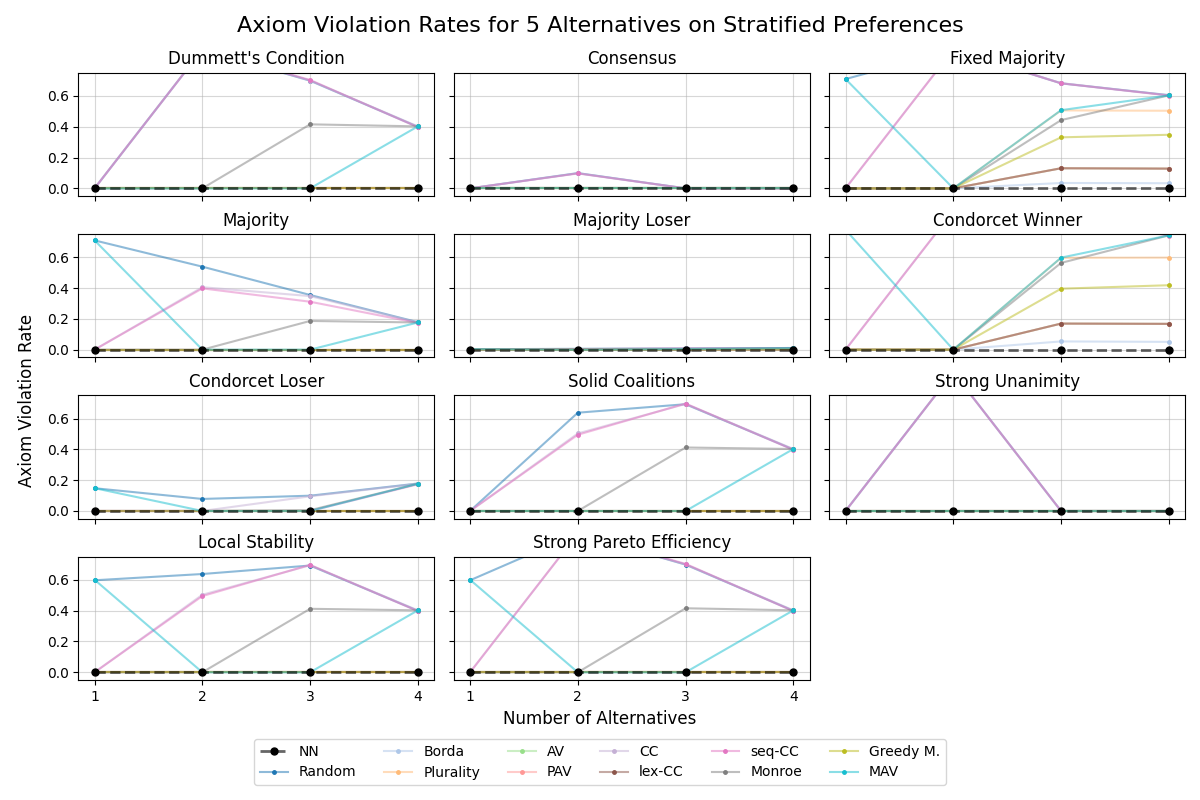 Axiom Violation Rates for 5 Alternatives on Stratified Preferences
Dummett's Condition
Consensus
Fixed Majority
0.6
0.4
0.2
0.0
Majority
Majority Loser
Condorcet Winner
0.6
0.4
0.2
0.0
Condorcet Loser
Solid Coalitions
Strong Unanimity
0.6
0.4
0.2
0.0
Local Stability
Strong Pareto Efficiency
0.6
0.4
0.2
0.0
1 2 3 4
1 2 3 4
Axiom Violation Rate
Number of Alternatives
NN Borda AV CC seq-CC Greedy M.
Random Plurality PAV lex-CC Monroe MAV